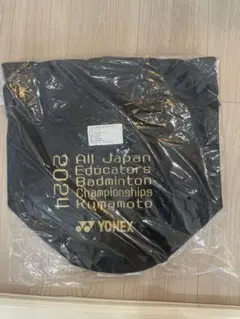 2024
All Japan
Educators
Badminton
Championships
Kumamoto
YONEX